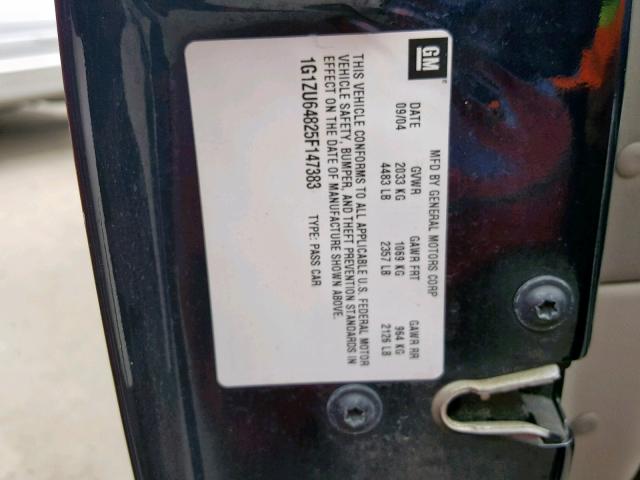 GM
MFD BY GENERAL MOTORS CORP
DATE GVWR GAWR FRT GAWR RR
09/04 2033 KG 1069 KG 964 KG
4483 LB 2357 LB 2126 LB
THIS VEHICLE CONFORMS TO ALL APPLICABLE U.S. FEDERAL MOTOR
VEHICLE SAFETY, BUMPER, AND THEFT PREVENTION STANDARDS IN
EFFECT ON THE DATE OF MANUFACTURE SHOWN ABOVE.
1G1ZU64825F147383 TYPE: PASS CAR